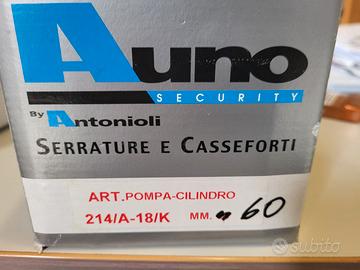 Auno
SECURITY
By Antonioli
SERRATURE E CASSEFORTI
ART.POMPA-CILINDRO
214/A-18/K MM. 60
subito